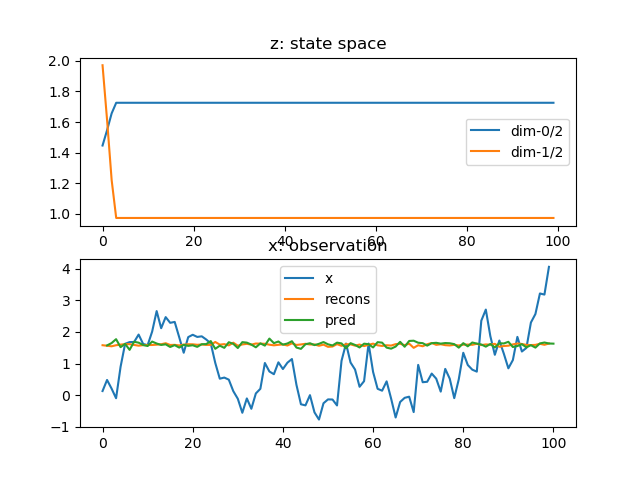 z: state space
2.0
1.8
1.6
1.4
1.2
1.0
dim-0/2
dim-1/2
0 20 40 60 80 100
x: observation
4
3
2
1
0
−1
x
recons
pred
0 20 40 60 80 100